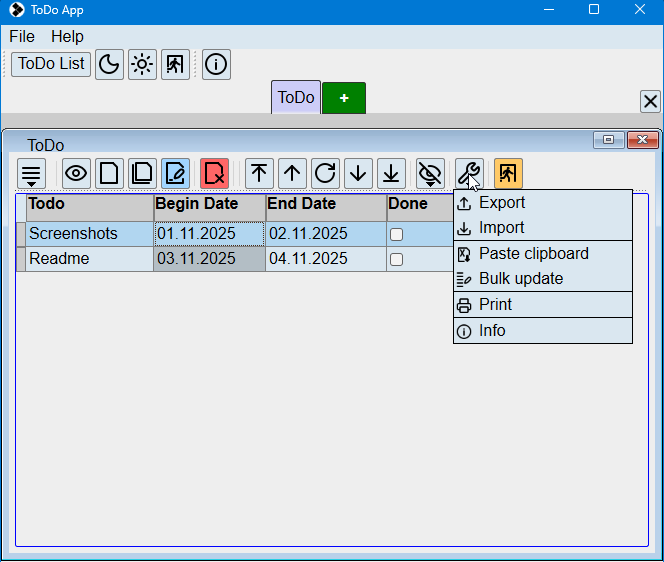 ToDo App
File Help
ToDo List
ToDo +
ToDo
Todo Begin Date End Date Done
Screenshots 01.11.2025 02.11.2025
Readme 03.11.2025 04.11.2025
Export
Import
Paste clipboard
Bulk update
Print
Info